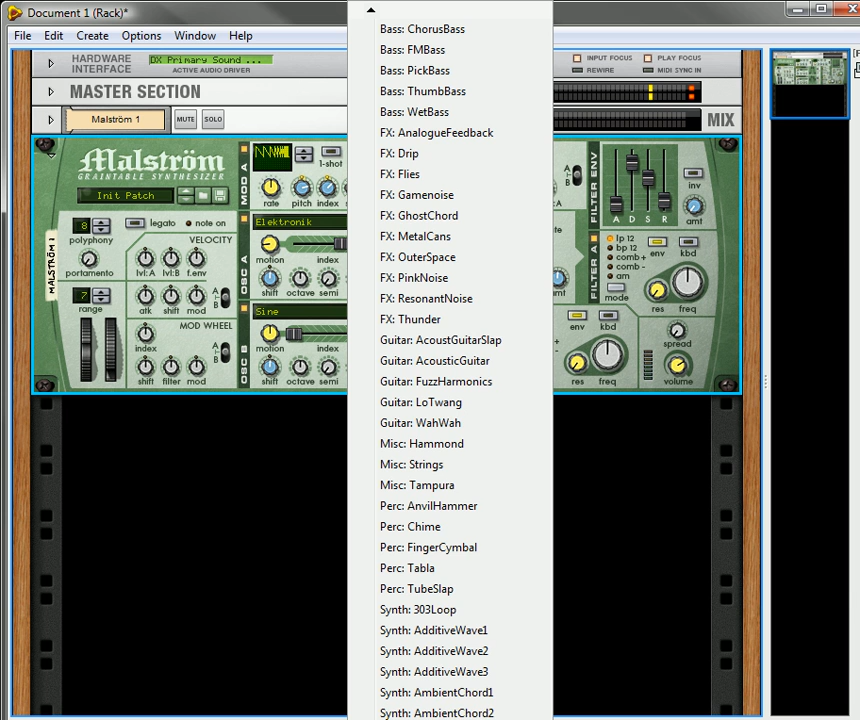 Document 1 (Rack)*
File Edit Create Options Window Help
HARDWARE INTERFACE
DX Primary Sound ...
ACTIVE AUDIO DRIVER
INPUT FOCUS PLAY FOCUS
REWIRE MIDI SYNC IN
MASTER SECTION
Malström 1
MUTE SOLO
MIX
Malström
GRAINTABLE SYNTHESIZER
Init Patch
MALSTRÖM 1
8
polyphony
legato note on
portamento
VELOCITY
lvl:A lvl:B f.env
atk shift mod
A B
7
range
MOD WHEEL
index
shift filter mod
A B
MOD A
1-shot
rate pitch index
OSC A
Elektronik
motion index
shift octave semi
OSC B
Sine
motion index
shift octave semi
Bass: ChorusBass
Bass: FMBass
Bass: PickBass
Bass: ThumbBass
Bass: WetBass
FX: AnalogueFeedback
FX: Drip
FX: Flies
FX: Gamenoise
FX: GhostChord
FX: MetalCans
FX: OuterSpace
FX: PinkNoise
FX: ResonantNoise
FX: Thunder
Guitar: AcoustGuitarSlap
Guitar: AcousticGuitar
Guitar: FuzzHarmonics
Guitar: LoTwang
Guitar: WahWah
Misc: Hammond
Misc: Strings
Misc: Tampura
Perc: AnvilHammer
Perc: Chime
Perc: FingerCymbal
Perc: Tabla
Perc: TubeSlap
Synth: 303Loop
Synth: AdditiveWave1
Synth: AdditiveWave2
Synth: AdditiveWave3
Synth: AmbientChord1
Synth: AmbientChord2
A B
FILTER ENV
A D S R
inv
amt
FILTER A
lp 12
bp 12
comb +
comb -
am
mode
env kbd
res freq
env kbd
res freq
spread
volume